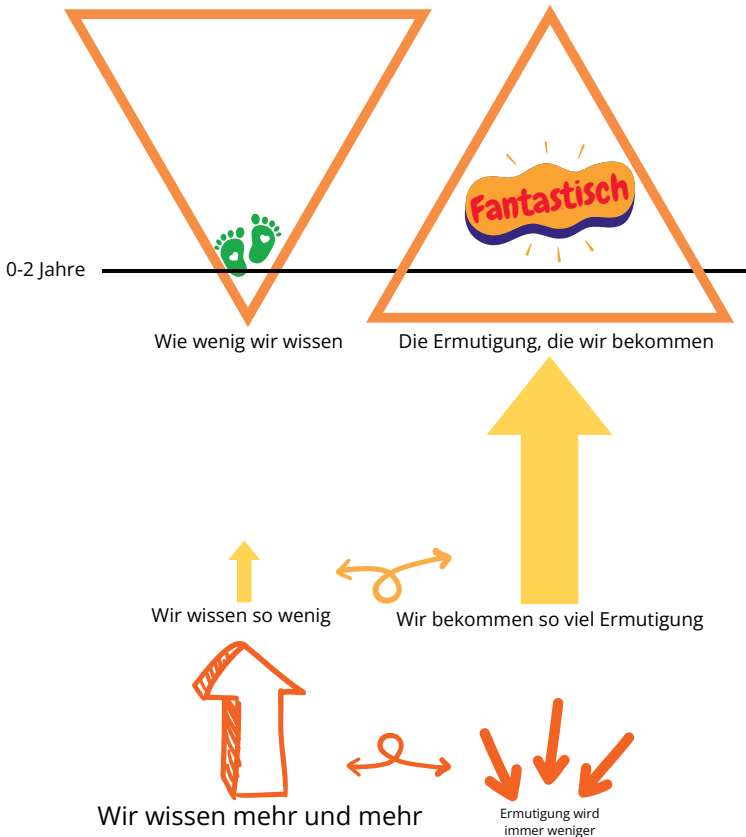 Fantastisch
0-2 Jahre
Wie wenig wir wissen
Die Ermutigung, die wir bekommen
Wir wissen so wenig
Wir bekommen so viel Ermutigung
Wir wissen mehr und mehr
Ermutigung wird
immer weniger